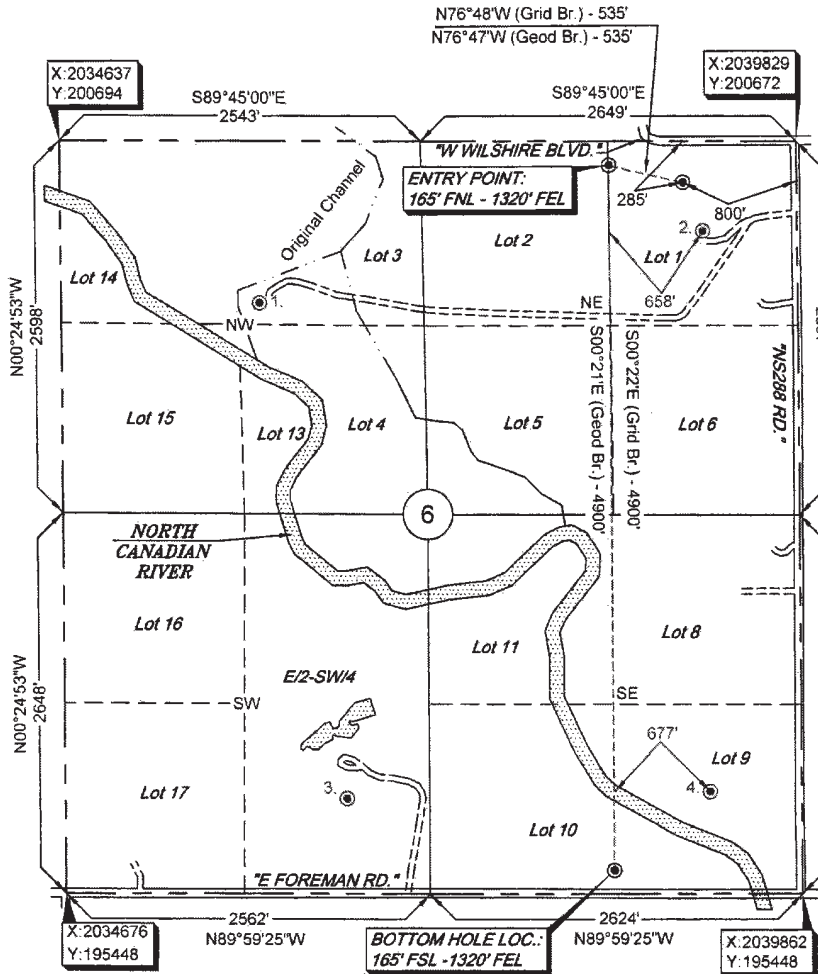 N76°48'W (Grid Br.) - 535'
N76°47'W (Geod Br.) - 535'
X:2034637
Y:200694
X:2039829
Y:200672
S89°45'00"E
2543'
S89°45'00"E
2649'
"W WILSHIRE BLVD."
ENTRY POINT:
165' FNL - 1320' FEL
285'
800'
Original Channel
Lot 3
Lot 2
2.
Lot 1
Lot 14
658'
1.
NW
NE
N00°24'53"W
2598'
S00°21'E (Geod Br.) - 4900'
S00°22'E (Grid Br.) - 4900'
"NS288 RD."
Lot 15
Lot 13
Lot 4
Lot 5
Lot 6
6
NORTH
CANADIAN
RIVER
Lot 16
Lot 11
Lot 8
E/2-SW/4
SW
SE
N00°24'53"W
2648'
677'
Lot 9
Lot 17
3.
4.
Lot 10
"E FOREMAN RD."
2562'
N89°59'25"W
2624'
N89°59'25"W
X:2034676
Y:195448
BOTTOM HOLE LOC.:
165' FSL -1320' FEL
X:2039862
Y:195448